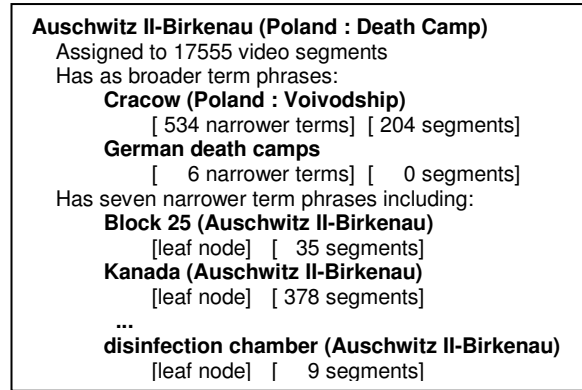 Auschwitz II-Birkenau (Poland : Death Camp)
Assigned to 17555 video segments
Has as broader term phrases:
Cracow (Poland : Voivodship)
[ 534 narrower terms] [ 204 segments]
German death camps
[ 6 narrower terms] [ 0 segments]
Has seven narrower term phrases including:
Block 25 (Auschwitz II-Birkenau)
[leaf node] [ 35 segments]
Kanada (Auschwitz II-Birkenau)
[leaf node] [ 378 segments]
...
disinfection chamber (Auschwitz II-Birkenau)
[leaf node] [ 9 segments]